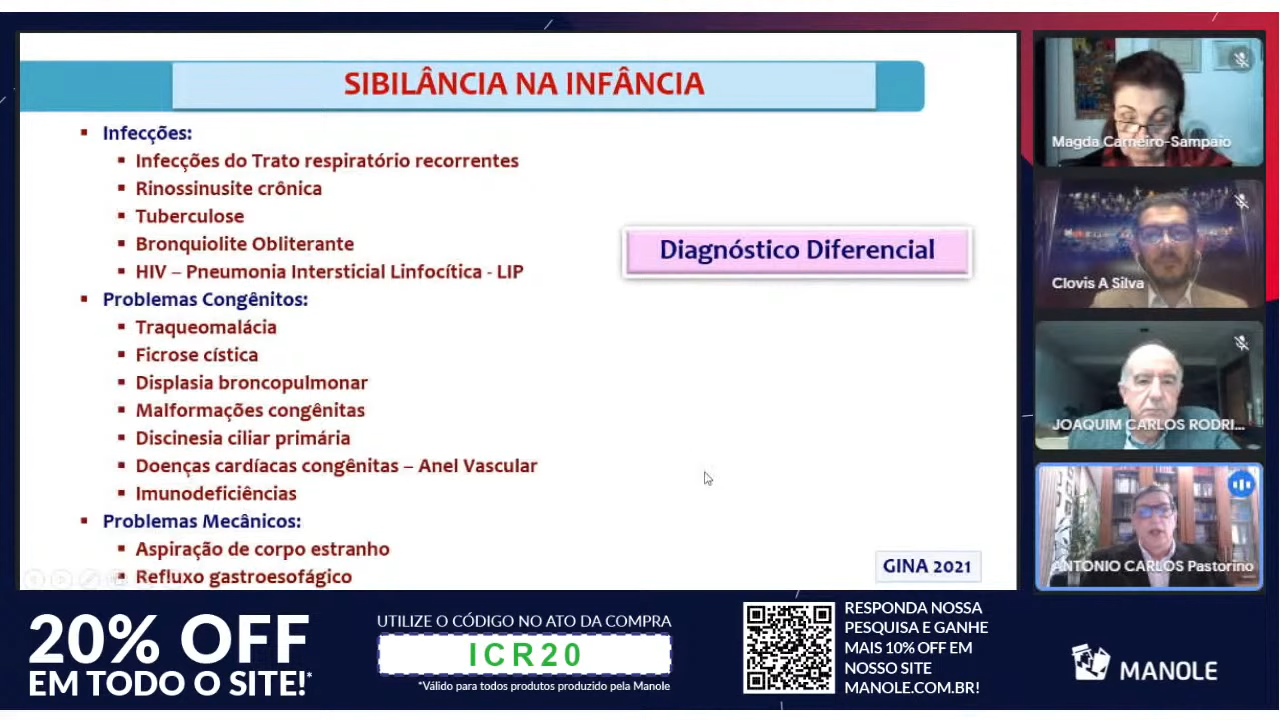 SIBILÂNCIA NA INFÂNCIA
Infecções:
Infecções do Trato respiratório recorrentes
Rinossinusite crônica
Tuberculose
Bronquiolite Obliterante
HIV – Pneumonia Intersticial Linfocítica - LIP
Problemas Congênitos:
Traqueomalácia
Ficrose cística
Displasia broncopulmonar
Malformações congênitas
Discinesia ciliar primária
Doenças cardíacas congênitas – Anel Vascular
Imunodeficiências
Problemas Mecânicos:
Aspiração de corpo estranho
Refluxo gastroesofágico
Diagnóstico Diferencial
GINA 2021
Magda Carneiro-Sampaio
Clovis A Silva
JOAQUIM CARLOS RODRI...
ANTONIO CARLOS Pastorino
20% OFF
EM TODO O SITE!*
UTILIZE O CÓDIGO NO ATO DA COMPRA
ICR20
*Válido para todos produtos produzido pela Manole
RESPONDA NOSSA
PESQUISA E GANHE
MAIS 10% OFF EM
NOSSO SITE
MANOLE.COM.BR!
MANOLE